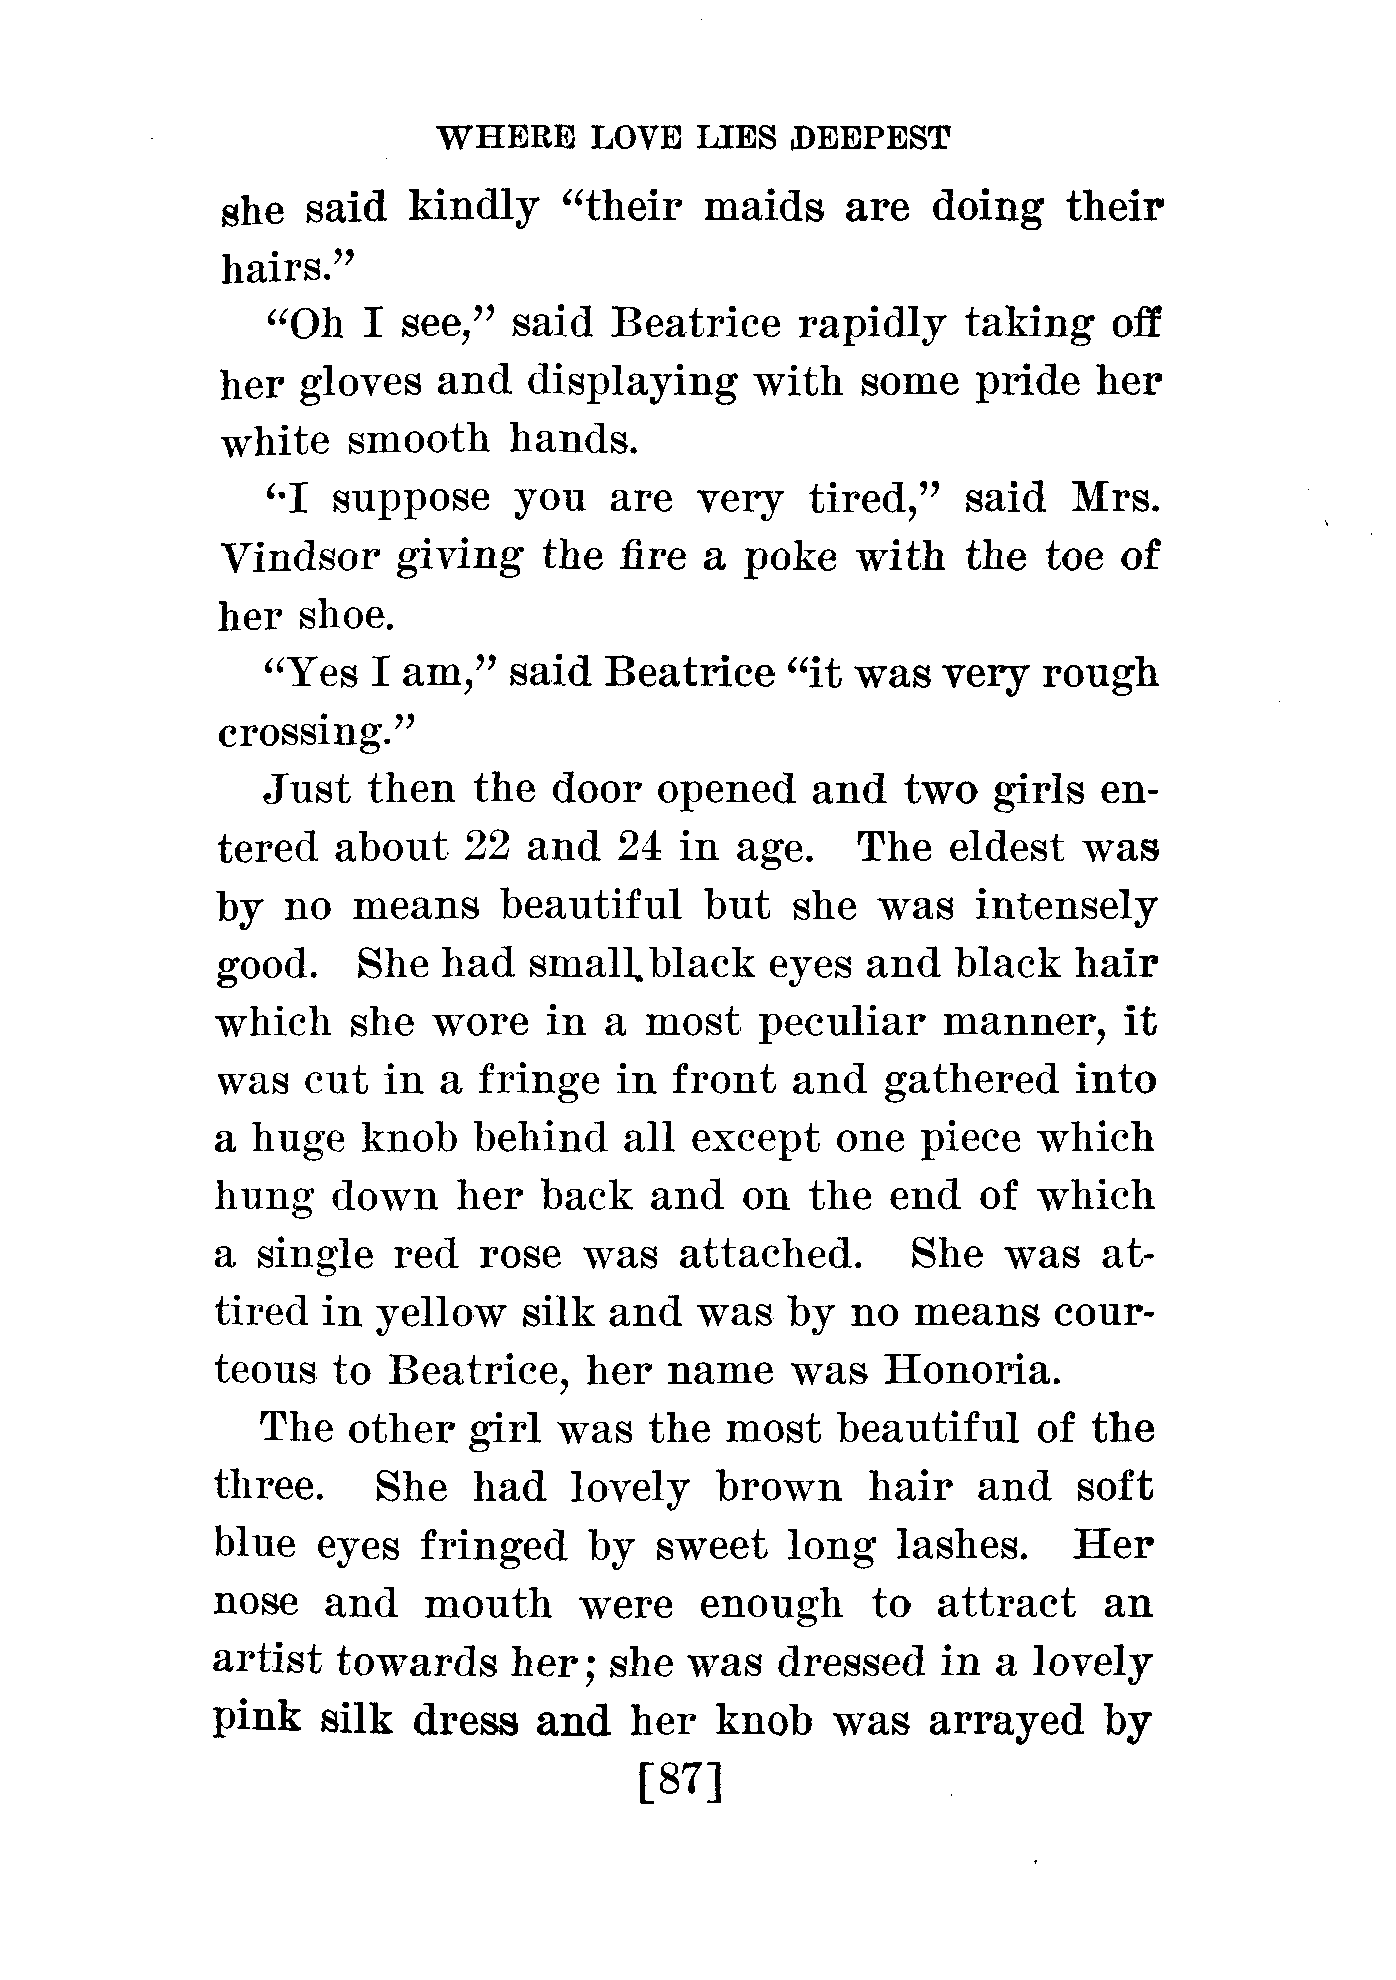 WHERE LOVE LIES DEEPEST
she said kindly “their maids are doing their
hairs.”
“Oh I see,” said Beatrice rapidly taking off
her gloves and displaying with some pride her
white smooth hands.
“I suppose you are very tired,” said Mrs.
Vindsor giving the fire a poke with the toe of
her shoe.
“Yes I am,” said Beatrice “it was very rough
crossing.”
Just then the door opened and two girls en-
tered about 22 and 24 in age. The eldest was
by no means beautiful but she was intensely
good. She had small black eyes and black hair
which she wore in a most peculiar manner, it
was cut in a fringe in front and gathered into
a huge knob behind all except one piece which
hung down her back and on the end of which
a single red rose was attached. She was at-
tired in yellow silk and was by no means cour-
teous to Beatrice, her name was Honoria.
The other girl was the most beautiful of the
three. She had lovely brown hair and soft
blue eyes fringed by sweet long lashes. Her
nose and mouth were enough to attract an
artist towards her; she was dressed in a lovely
pink silk dress and her knob was arrayed by
[87]